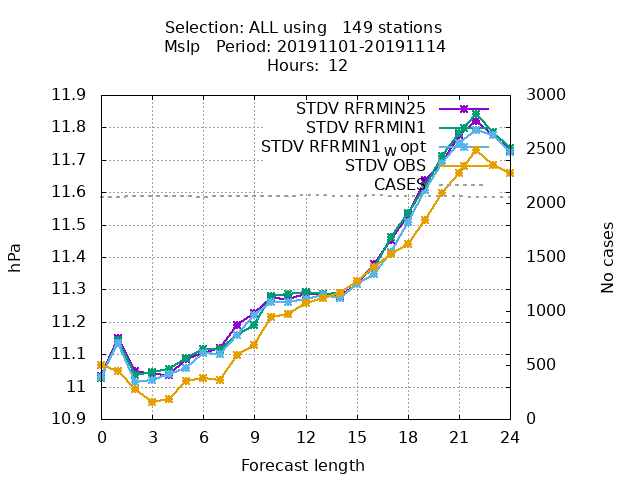 Selection: ALL using   149 stations
Mslp   Period: 20191101-20191114
Hours:  12
11.9
11.8
11.7
11.6
11.5
11.4
11.3
11.2
11.1
11
10.9
3000
2500
2000
1500
1000
500
0
STDV RFRMIN25
STDV RFRMIN1
STDV RFRMIN1_W opt
STDV OBS
CASES
hPa
No cases
0 3 6 9 12 15 18 21 24
Forecast length